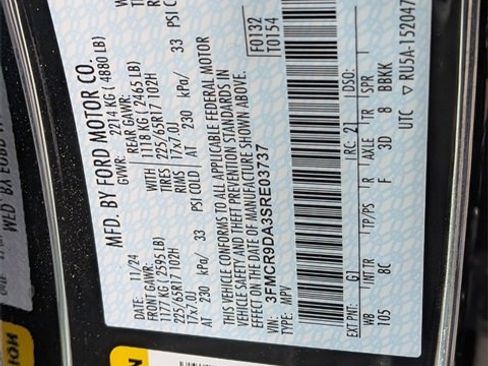 MFD. BY FORD MOTOR CO.
DATE: 11/24 GVWR: 2214 KG ( 4880 LB)
FRONT GAWR: REAR GAWR:
1177 KG ( 2595 LB) 1118 KG ( 2465 LB)
WITH
225/65R17 102H TIRES 225/65R17 102H
17x7.0J RIMS 17x7.0J
AT 230 kPa/ 33 PSI COLD AT 230 kPa/ 33 PSI COLD
THIS VEHICLE CONFORMS TO ALL APPLICABLE FEDERAL MOTOR
VEHICLE SAFETY AND THEFT PREVENTION STANDARDS IN
EFFECT ON THE DATE OF MANUFACTURE SHOWN ABOVE.
VIN: 3FMCR9DA3SRE03737 F0132
TYPE: MPV T0154
EXT PNT: G1 RC: 21 DSO:
WB INT TR TP/PS R AXLE TR SPR
105 8C F 3D 8 BBKK
UTC ▽ RU5A-152047